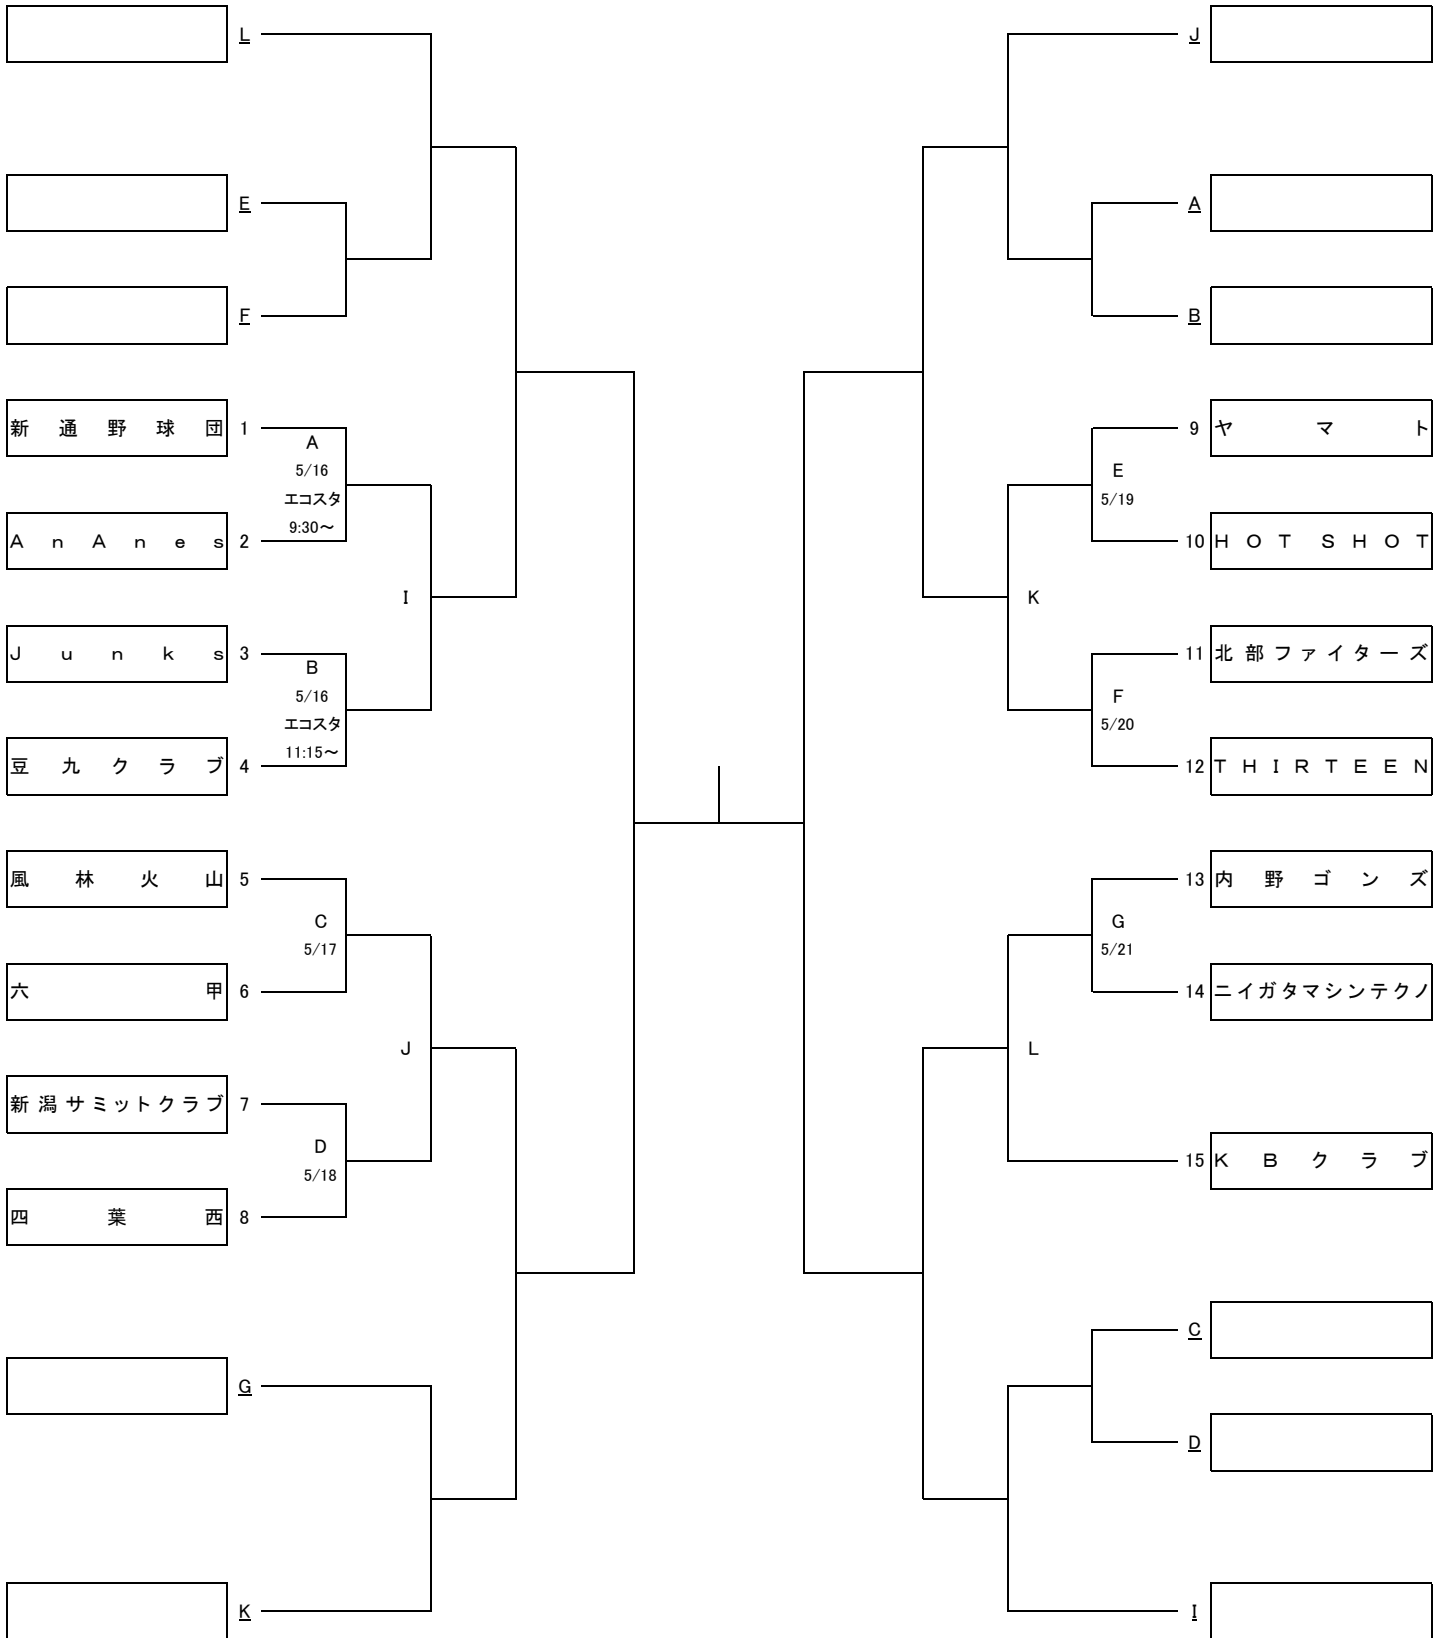 L
E
F
新通野球団 1
A
5/16
エコスタ
9:30～
AnAnes 2
I
Junks 3
B
5/16
エコスタ
11:15～
豆九クラブ 4
風林火山 5
C
5/17
六甲 6
J
新潟サミットクラブ 7
D
5/18
四葉西 8
G
K
J
A
B
9 ヤマト
E
5/19
10 HOT SHOT
K
11 北部ファイターズ
F
5/20
12 THIRTEEN
13 内野ゴンズ
G
5/21
14 ニイガタマシンテクノ
L
15 KBクラブ
C
D
I